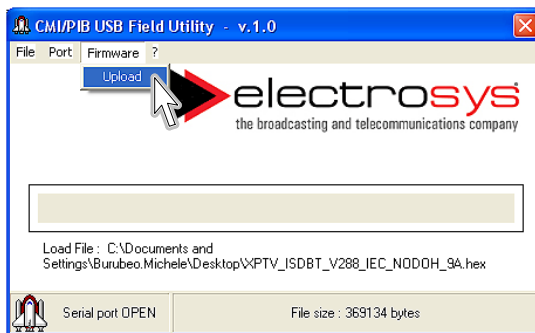 CMI/PIB USB Field Utility - v.1.0
File Port Firmware ?
Upload
electrosys
the broadcasting and telecommunications company
Load File : C:\Documents and
Settings\Burubeo.Michele\Desktop\XPTV_ISDBT_V288_IEC_NODOH_9A.hex
Serial port OPEN
File size : 369134 bytes